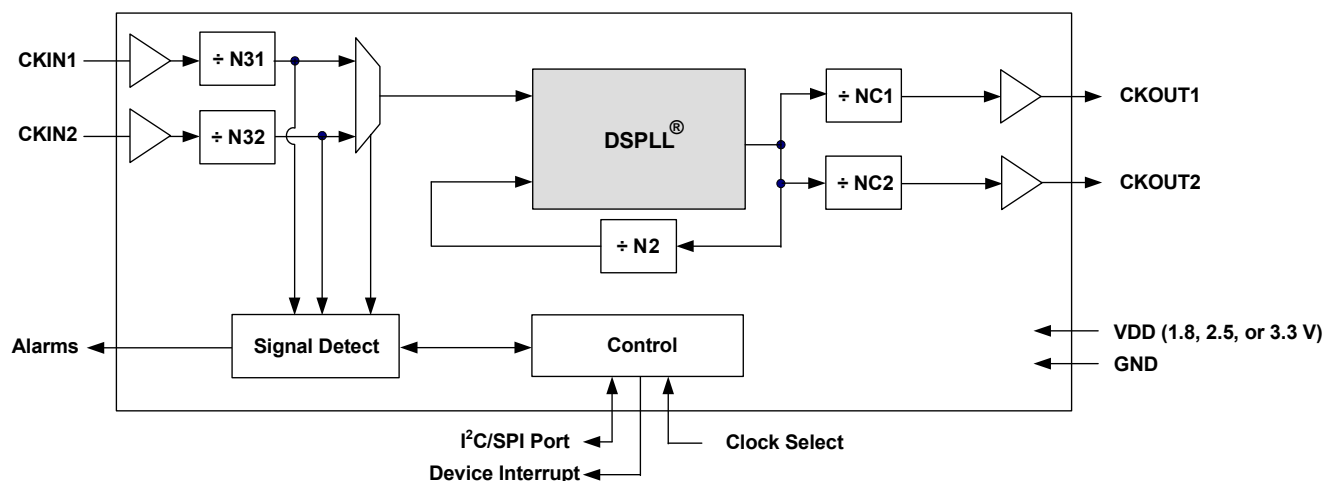 CKIN1
÷ N31
CKIN2
÷ N32
DSPLL®
÷ NC1
CKOUT1
÷ NC2
CKOUT2
÷ N2
Alarms
Signal Detect
Control
VDD (1.8, 2.5, or 3.3 V)
GND
I²C/SPI Port
Clock Select
Device Interrupt